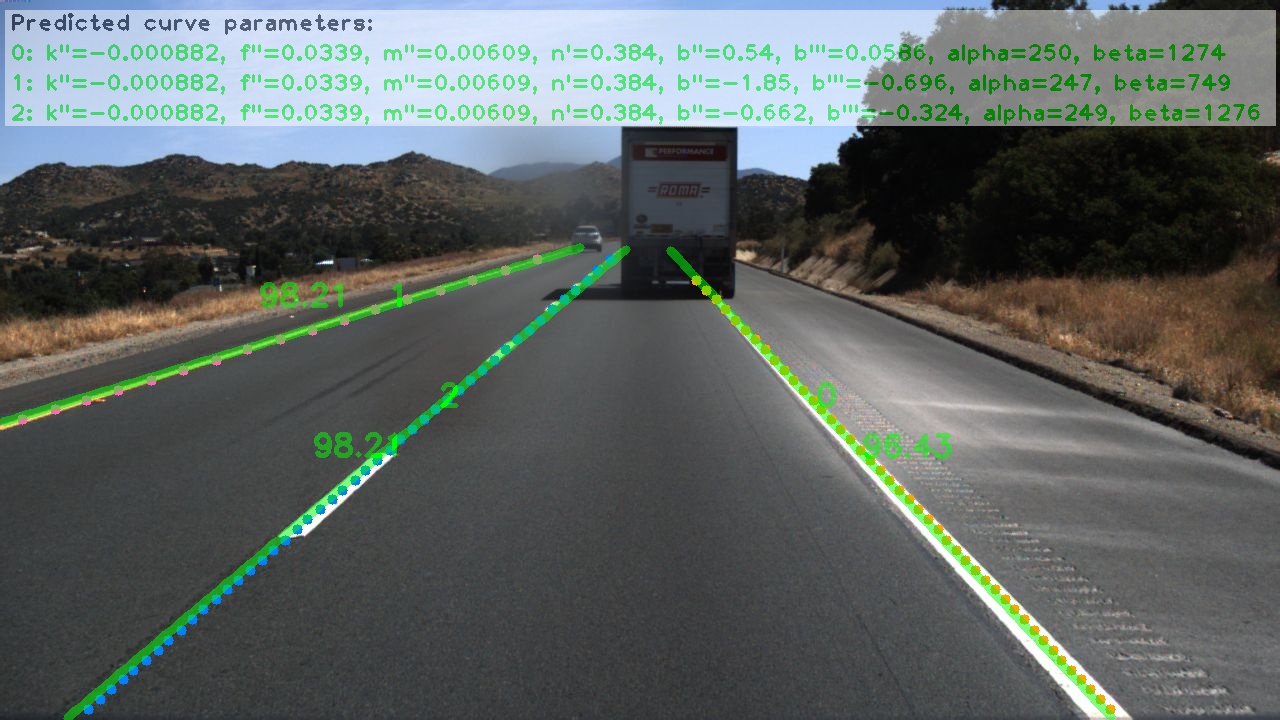 Predicted curve parameters:
0: k''=-0.000882, f''=0.0339, m''=0.00609, n'=0.384, b''=0.54, b'''=0.0586, alpha=250, beta=1274
1: k''=-0.000882, f''=0.0339, m''=0.00609, n'=0.384, b''=-1.85, b'''=-0.696, alpha=247, beta=749
2: k''=-0.000882, f''=0.0339, m''=0.00609, n'=0.384, b''=-0.662, b'''=-0.324, alpha=249, beta=1276
PERFORMANCE
ROMA
98.21 1
2 0
98.21 96.43